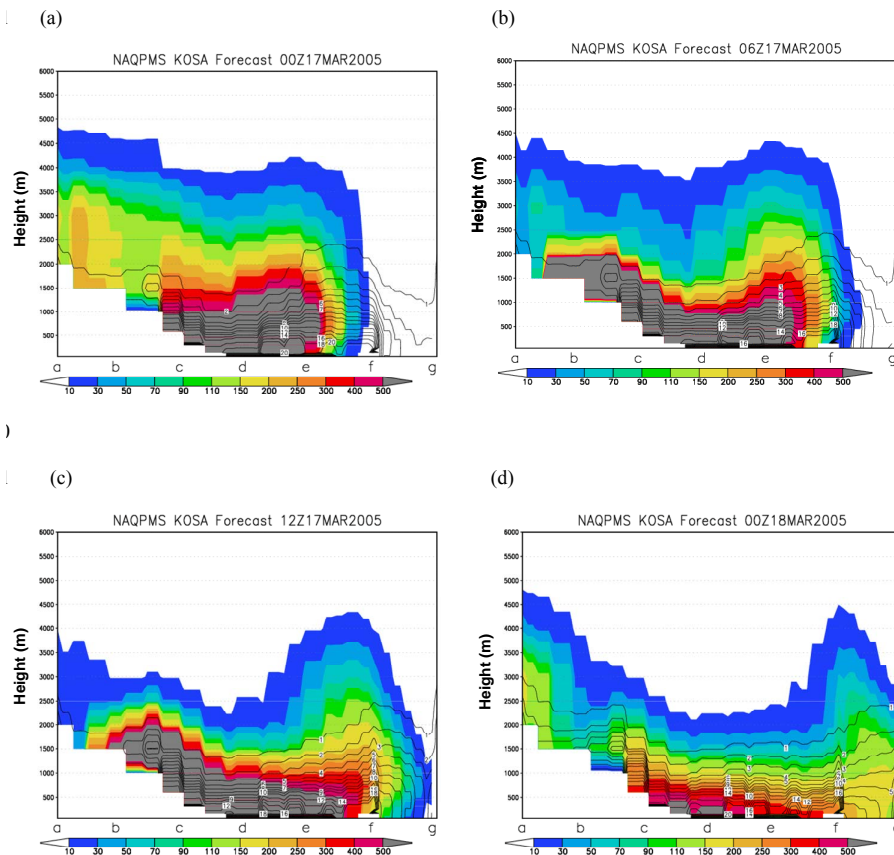 (a)
(b)
NAQPMS KOSA Forecast 00Z17MAR2005
NAQPMS KOSA Forecast 06Z17MAR2005
Height (m)
6000
5500
5000
4500
4000
3500
3000
2500
2000
1500
1000
500
a b c d e f g
10 30 50 70 90 110 150 200 250 300 400 500
Height (m)
6000
5500
5000
4500
4000
3500
3000
2500
2000
1500
1000
500
a b c d e f g
10 30 50 70 90 110 150 200 250 300 400 500
(c)
(d)
NAQPMS KOSA Forecast 12Z17MAR2005
NAQPMS KOSA Forecast 00Z18MAR2005
Height (m)
6000
5500
5000
4500
4000
3500
3000
2500
2000
1500
1000
500
a b c d e f g
10 30 50 70 90 110 150 200 250 300 400 500
Height (m)
6000
5500
5000
4500
4000
3500
3000
2500
2000
1500
1000
500
a b c d e f
10 30 50 70 90 110 150 200 250 300 400 500